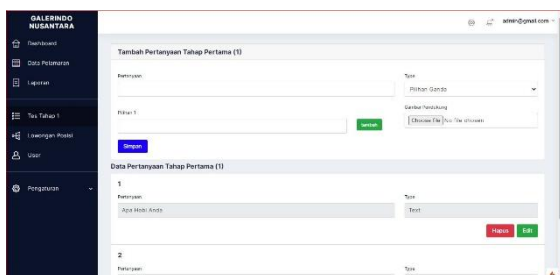 GALERINDO
NUSANTARA
admin@gmail.com
Dashboard
Data Pelamaran
Laporan
Tes Tahap 1
Lowongan Posisi
User
Pengaturan
Tambah Pertanyaan Tahap Pertama (1)
Pertanyaan
Type
Pilihan Ganda
Pilihan 1
tambah
Gambar Pendukung
Choose File No file chosen
Simpan
Data Pertanyaan Tahap Pertama (1)
1
Pertanyaan
Type
Apa Hobi Anda
Text
Hapus
Edit
2
Pertanyaan
Type